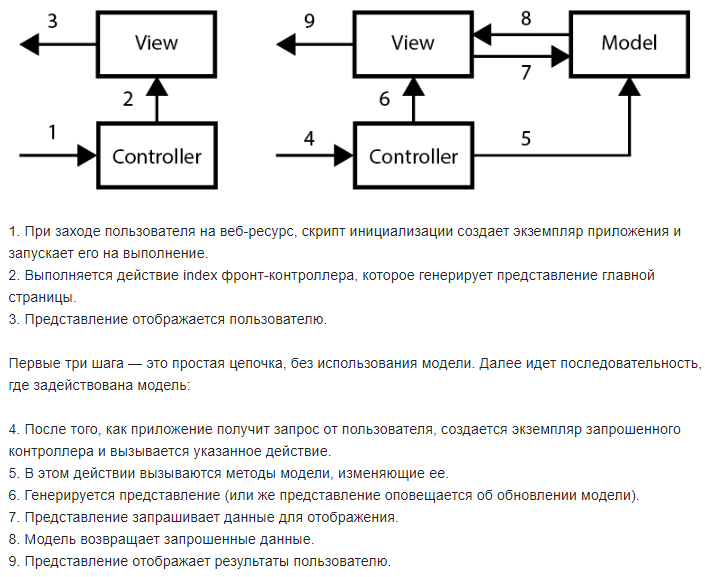 3
View
2
1
Controller
9
View
8
7
Model
6
4
Controller
5
1. При заходе пользователя на веб-ресурс, скрипт инициализации создает экземпляр приложения и
запускает его на выполнение.
2. Выполняется действие index фронт-контроллера, которое генерирует представление главной
страницы.
3. Представление отображается пользователю.
Первые три шага — это простая цепочка, без использования модели. Далее идет последовательность,
где задействована модель:
4. После того, как приложение получит запрос от пользователя, создается экземпляр запрошенного
контроллера и вызывается указанное действие.
5. В этом действии вызываются методы модели, изменяющие ее.
6. Генерируется представление (или же представление оповещается об обновлении модели).
7. Представление запрашивает данные для отображения.
8. Модель возвращает запрошенные данные.
9. Представление отображает результаты пользователю.